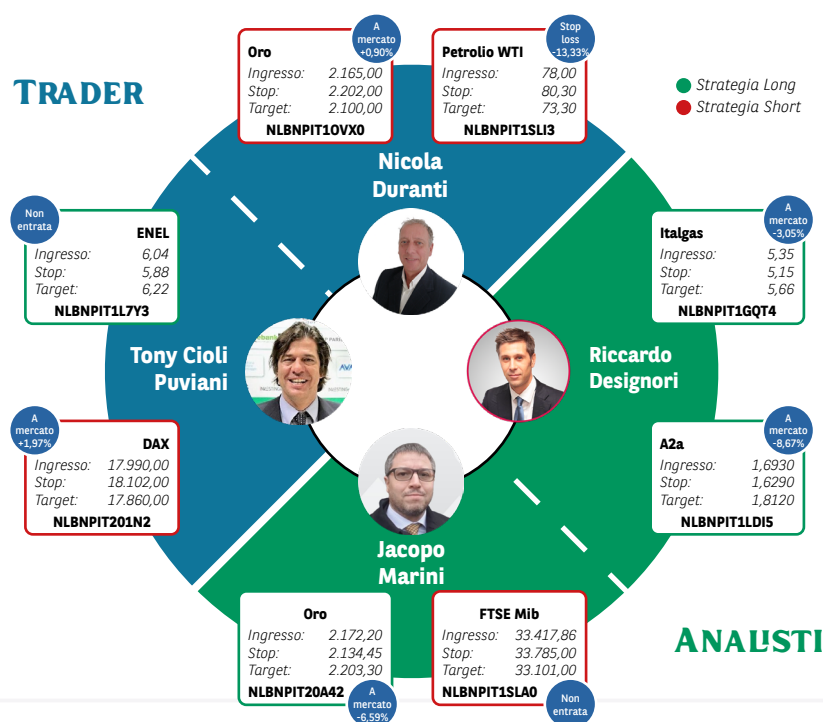 TRADER
A
mercato
+0,90%
Oro
Ingresso: 2.165,00
Stop: 2.202,00
Target: 2.100,00
NLBNPIT1OVX0
Stop
loss
-13,33%
Petrolio WTI
Ingresso: 78,00
Stop: 80,30
Target: 73,30
NLBNPIT1SLI3
Strategia Long
Strategia Short
Nicola
Duranti
Non
entrata
ENEL
Ingresso: 6,04
Stop: 5,88
Target: 6,22
NLBNPIT1L7Y3
A
mercato
-3,05%
Italgas
Ingresso: 5,35
Stop: 5,15
Target: 5,66
NLBNPIT1GQT4
Tony Cioli
Puviani
Riccardo
Designori
A
mercato
+1,97%
DAX
Ingresso: 17.990,00
Stop: 18.102,00
Target: 17.860,00
NLBNPIT201N2
A
mercato
-8,67%
A2a
Ingresso: 1,6930
Stop: 1,6290
Target: 1,8120
NLBNPIT1LDI5
Jacopo
Marini
Oro
Ingresso: 2.172,20
Stop: 2.134,45
Target: 2.203,30
NLBNPIT20A42
A
mercato
-6,59%
FTSE Mib
Ingresso: 33.417,86
Stop: 33.785,00
Target: 33.101,00
NLBNPIT1SLA0
Non
entrata
ANALISTI